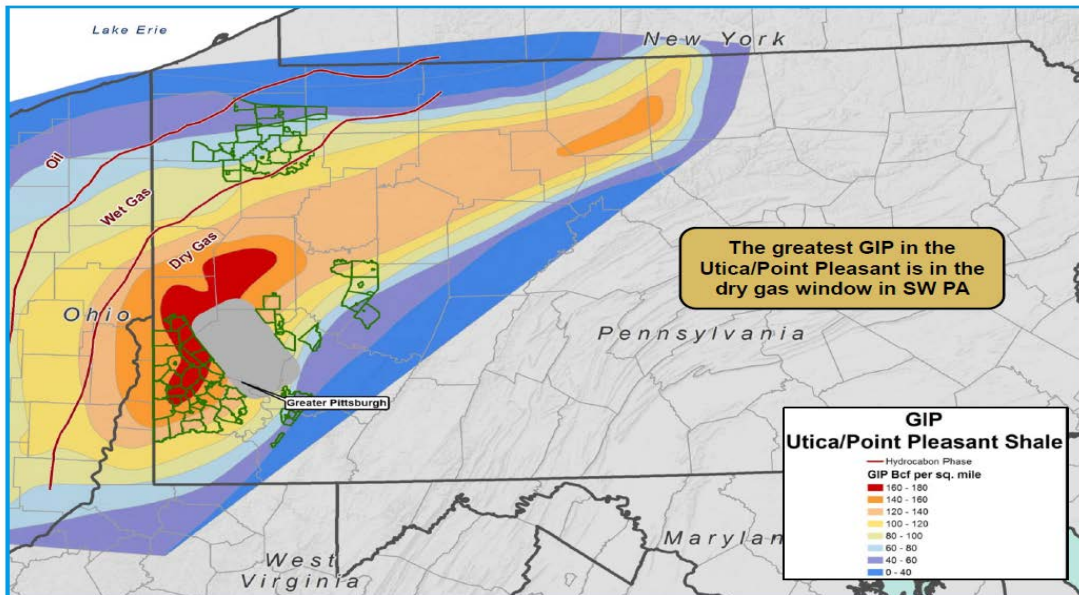 Lake Erie
New York
Oil
Wet Gas
Dry Gas
Ohio
The greatest GIP in the
Utica/Point Pleasant is in the
dry gas window in SW PA
Pennsylvania
Greater Pittsburgh
West
Virginia
Marylan
GIP
Utica/Point Pleasant Shale
Hydrocabon Phase
GIP Bcf per sq. mile
160 - 180
140 - 160
120 - 140
100 - 120
80 - 100
60 - 80
40 - 60
0 - 40